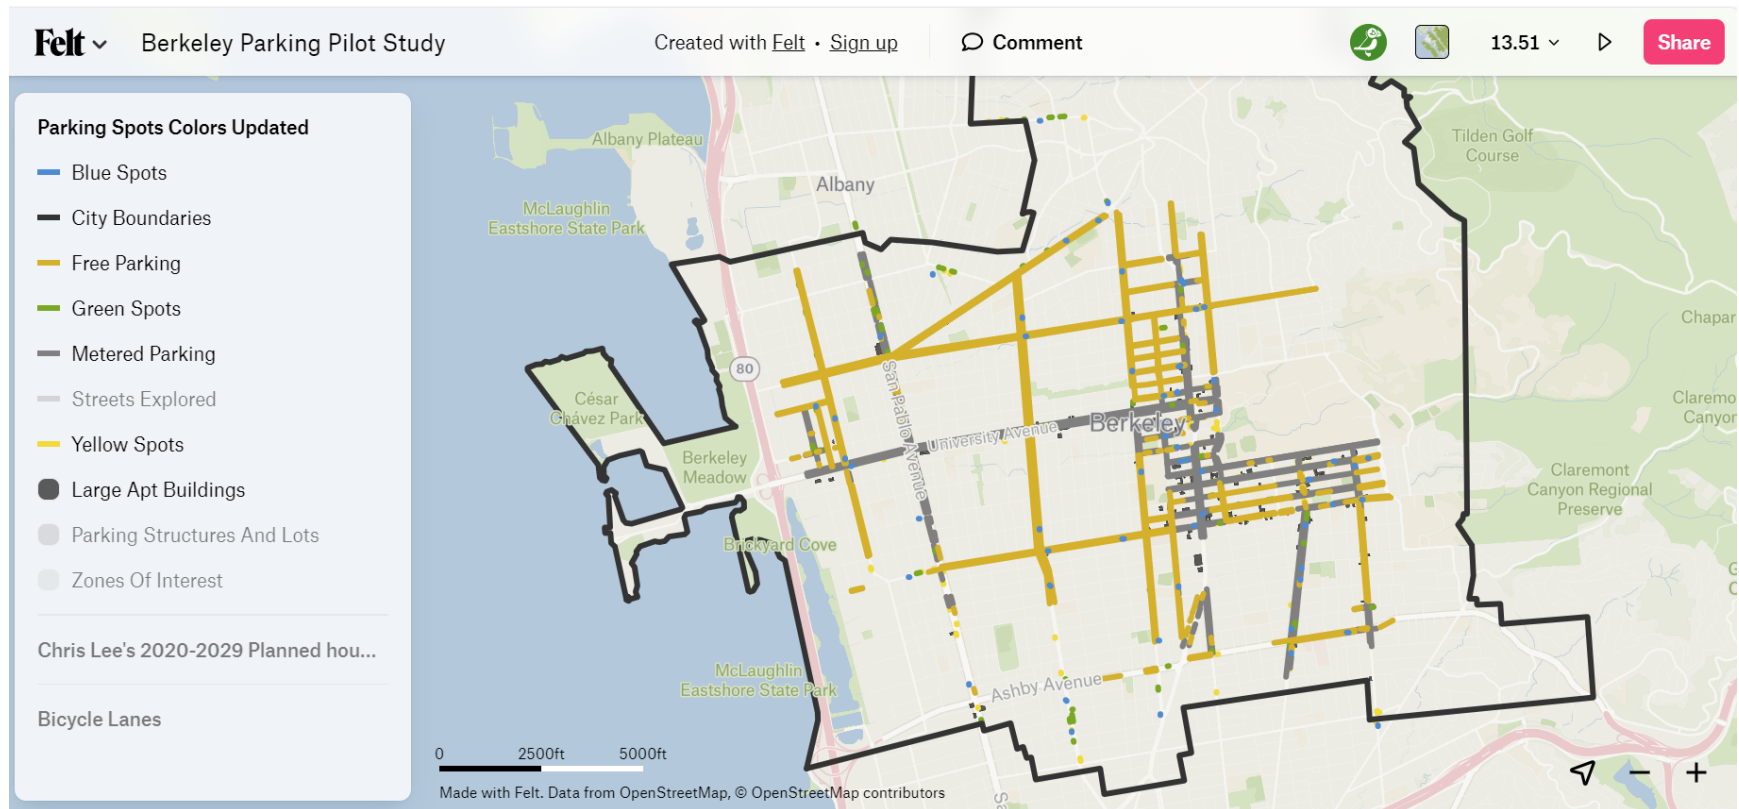 Felt
Berkeley Parking Pilot Study
Created with Felt • Sign up
Comment
13.51
Share
Parking Spots Colors Updated
Blue Spots
City Boundaries
Free Parking
Green Spots
Metered Parking
Streets Explored
Yellow Spots
Large Apt Buildings
Parking Structures And Lots
Zones Of Interest
Chris Lee's 2020-2029 Planned hou...
Bicycle Lanes
Albany Plateau
Tilden Golf
Course
Albany
McLaughlin
Eastshore State Park
Chapar
80
César
Chávez Park
San Pablo Avenue
Claremo
Canyon
Berkeley
University Avenue
Berkeley
Meadow
Claremont
Canyon Regional
Preserve
Brickyard Cove
McLaughlin
Eastshore State Park
Ashby Avenue
0 2500ft 5000ft
Made with Felt. Data from OpenStreetMap, © OpenStreetMap contributors